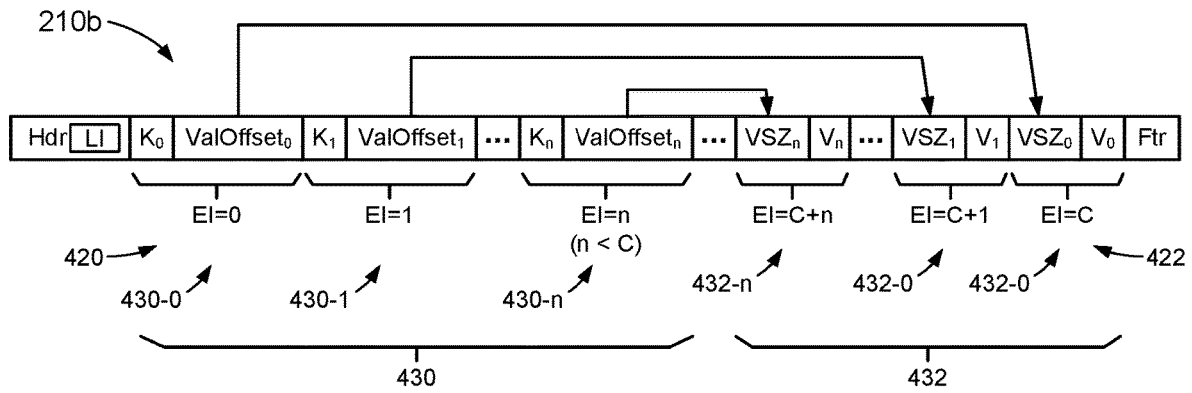 210b
Hdr LI K₀ ValOffset₀ K₁ ValOffset₁ ... Kₙ ValOffsetₙ ... VSZₙ Vₙ ... VSZ₁ V₁ VSZ₀ V₀ Ftr
EI=0 EI=1 EI=n EI=C+n EI=C+1 EI=C
(n < C)
420 422
430-0 430-1 430-n 432-n 432-0 432-0
430 432